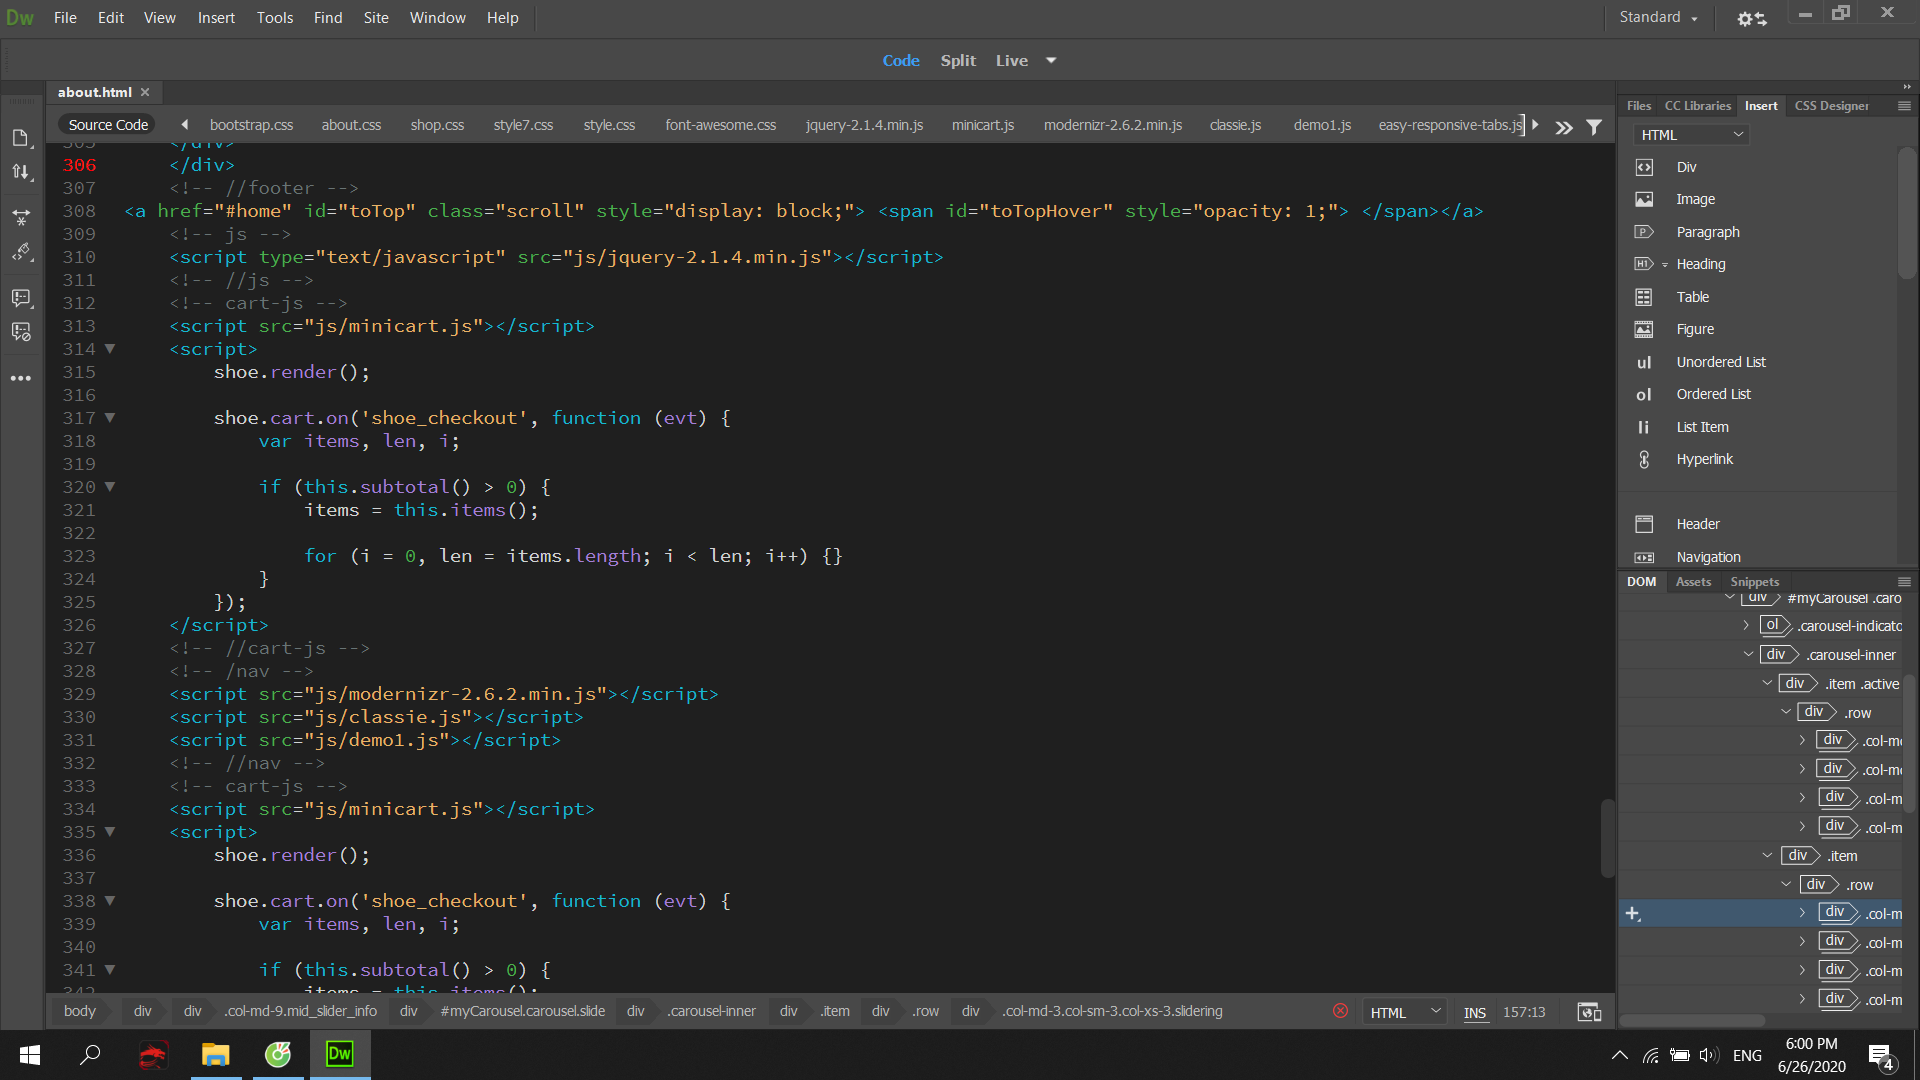 Dw File Edit View Insert Tools Find Site Window Help Standard
Code Split Live
about.html
Source Code bootstrap.css about.css shop.css style7.css style.css font-awesome.css jquery-2.1.4.min.js minicart.js modernizr-2.6.2.min.js classie.js demo1.js easy-responsive-tabs.js
305 </div>
306 </div>
307 <!-- //footer -->
308 <a href="#home" id="toTop" class="scroll" style="display: block;"> <span id="toTopHover" style="opacity: 1;"> </span></a>
309 <!-- js -->
310 <script type="text/javascript" src="js/jquery-2.1.4.min.js"></script>
311 <!-- //js -->
312 <!-- cart-js -->
313 <script src="js/minicart.js"></script>
314 <script>
315 shoe.render();
316
317 shoe.cart.on('shoe_checkout', function (evt) {
318 var items, len, i;
319
320 if (this.subtotal() > 0) {
321 items = this.items();
322
323 for (i = 0, len = items.length; i < len; i++) {}
324 }
325 });
326 </script>
327 <!-- //cart-js -->
328 <!-- /nav -->
329 <script src="js/modernizr-2.6.2.min.js"></script>
330 <script src="js/classie.js"></script>
331 <script src="js/demo1.js"></script>
332 <!-- //nav -->
333 <!-- cart-js -->
334 <script src="js/minicart.js"></script>
335 <script>
336 shoe.render();
337
338 shoe.cart.on('shoe_checkout', function (evt) {
339 var items, len, i;
340
341 if (this.subtotal() > 0) {
342 items = this.items();
body div div .col-md-9.mid_slider_info div #myCarousel.carousel.slide div .carousel-inner div .item div .row div .col-md-3.col-sm-3.col-xs-3.slidering HTML INS 157:13
Files CC Libraries Insert CSS Designer
HTML
Div
Image
P Paragraph
H1 Heading
Table
Figure
ul Unordered List
ol Ordered List
li List Item
Hyperlink
Header
Navigation
DOM Assets Snippets
div #myCarousel .caro
ol .carousel-indicato
div .carousel-inner
div .item .active
div .row
div .col-m
div .col-m
div .col-m
div .col-m
div .item
div .row
div .col-m
div .col-m
div .col-m
div .col-m
Dw
ENG
6:00 PM
6/26/2020
4